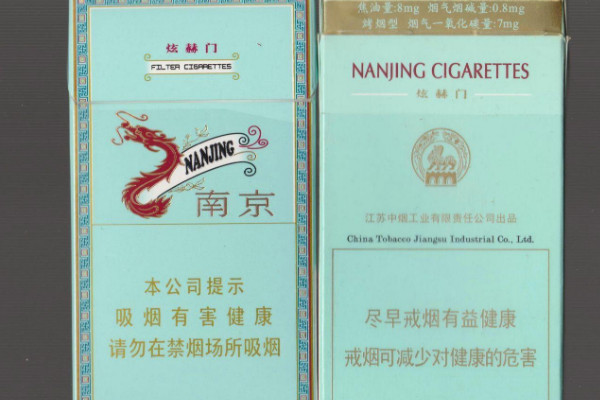 炫赫门
FILTER CIGARETTES
NANJING
南京
本公司提示
吸烟有害健康
请勿在禁烟场所吸烟
焦油量:8mg 烟气烟碱量:0.8mg
烤烟型 烟气一氧化碳量:7mg
NANJING CIGARETTES
炫赫门
江苏中烟工业有限责任公司出品
China Tobacco Jiangsu Industrial Co., Ltd.
尽早戒烟有益健康
戒烟可减少对健康的危害